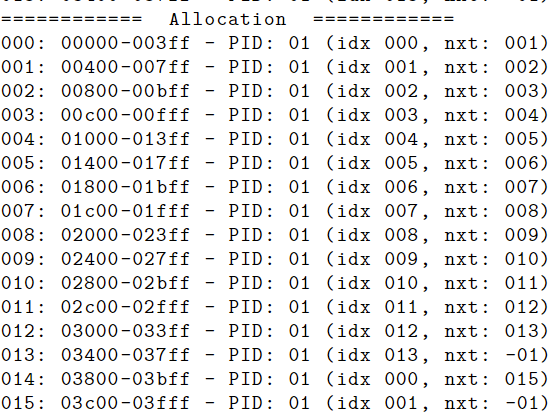 ============  Allocation  ============
000: 00000-003ff - PID: 01 (idx 000, nxt: 001)
001: 00400-007ff - PID: 01 (idx 001, nxt: 002)
002: 00800-00bff - PID: 01 (idx 002, nxt: 003)
003: 00c00-00fff - PID: 01 (idx 003, nxt: 004)
004: 01000-013ff - PID: 01 (idx 004, nxt: 005)
005: 01400-017ff - PID: 01 (idx 005, nxt: 006)
006: 01800-01bff - PID: 01 (idx 006, nxt: 007)
007: 01c00-01fff - PID: 01 (idx 007, nxt: 008)
008: 02000-023ff - PID: 01 (idx 008, nxt: 009)
009: 02400-027ff - PID: 01 (idx 009, nxt: 010)
010: 02800-02bff - PID: 01 (idx 010, nxt: 011)
011: 02c00-02fff - PID: 01 (idx 011, nxt: 012)
012: 03000-033ff - PID: 01 (idx 012, nxt: 013)
013: 03400-037ff - PID: 01 (idx 013, nxt: -01)
014: 03800-03bff - PID: 01 (idx 000, nxt: 015)
015: 03c00-03fff - PID: 01 (idx 001, nxt: -01)